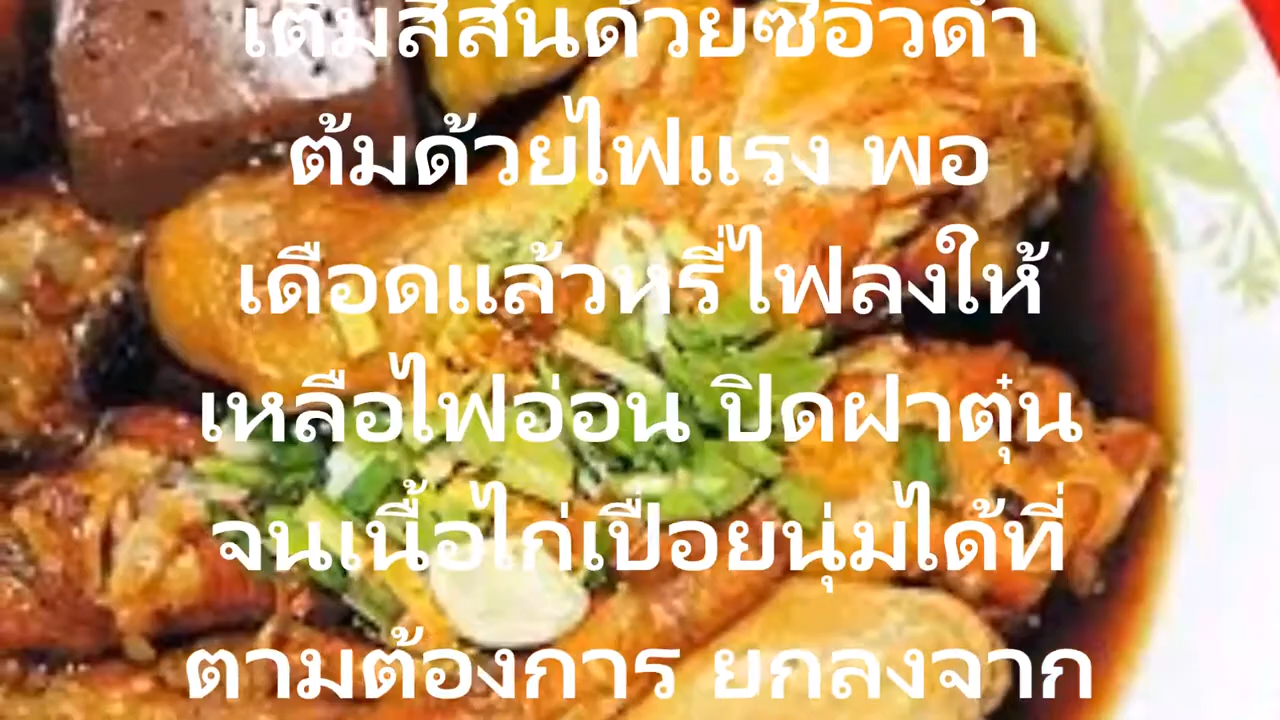 เติมสีสันด้วยซีอิ๊วดำ
ต้มด้วยไฟแรง พอ
เดือดแล้วหรี่ไฟลงให้
เหลือไฟอ่อน ปิดฝาตุ๋น
จนเนื้อไก่เปื่อยนุ่มได้ที่
ตามต้องการ ยกลงจาก